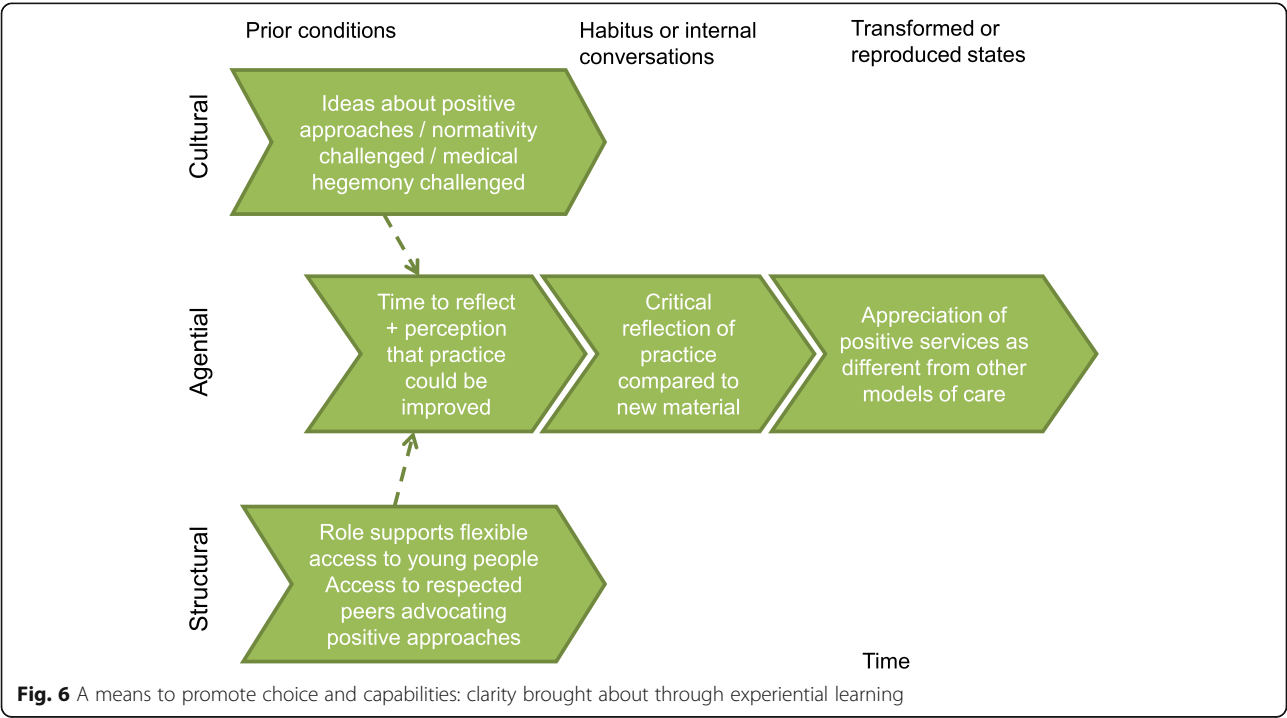 Prior conditions
Habitus or internal
conversations
Transformed or
reproduced states
Cultural
Ideas about positive
approaches / normativity
challenged / medical
hegemony challenged
Agential
Time to reflect
+ perception
that practice
could be
improved
Critical
reflection of
practice
compared to
new material
Appreciation of
positive services as
different from other
models of care
Structural
Role supports flexible
access to young people
Access to respected
peers advocating
positive approaches
Time
Fig. 6 A means to promote choice and capabilities: clarity brought about through experiential learning